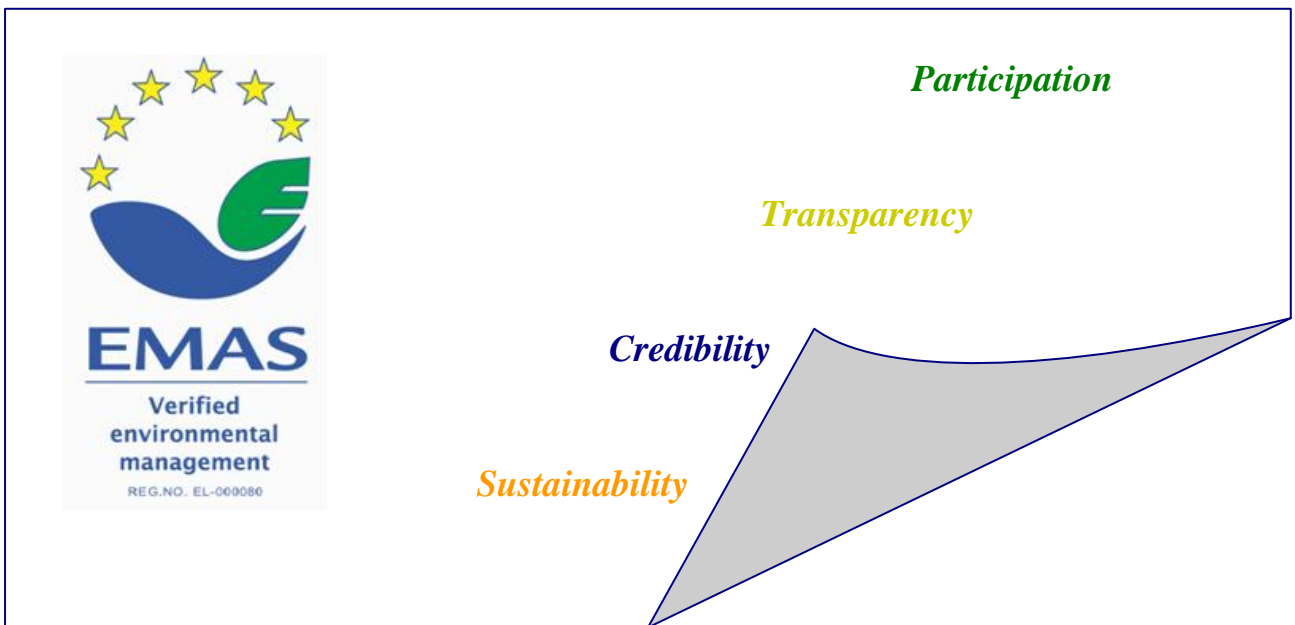 Participation
Transparency
Credibility
Sustainability
EMAS
Verified
environmental
management
REG.NO. EL-000080